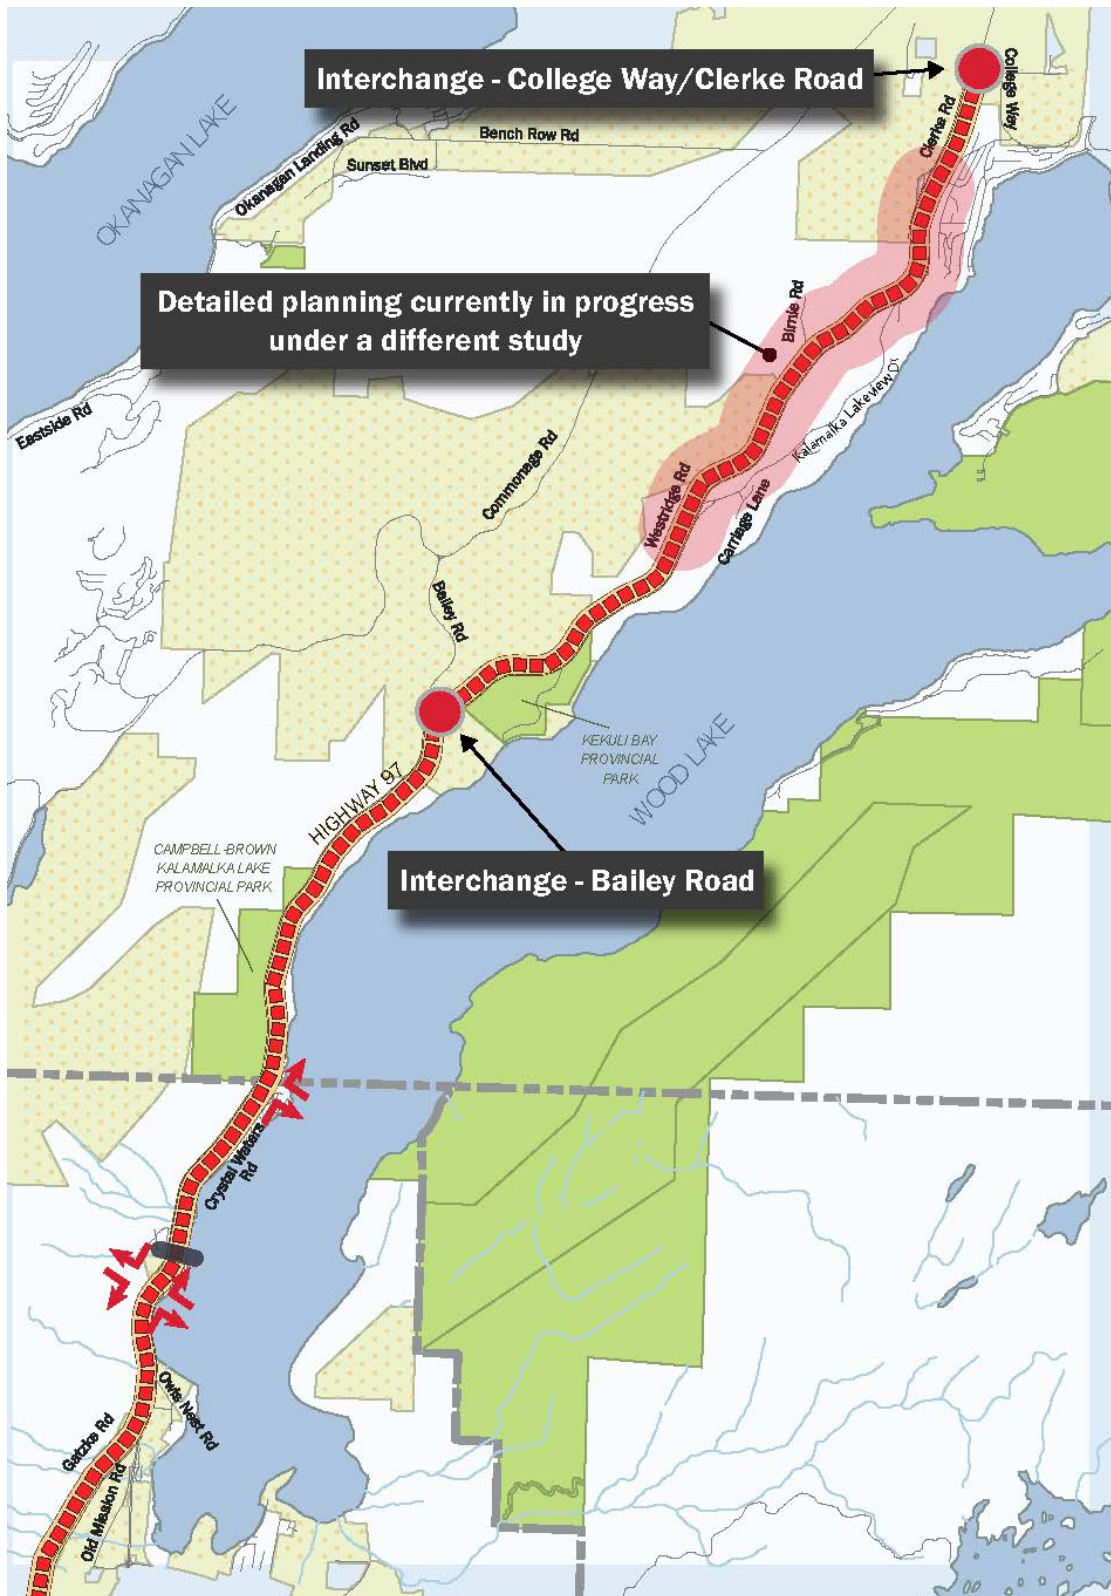 Interchange - College Way/Clerke Road
College Way
Clerke Rd
OKANAGAN LAKE
Okanagan Landing Rd
Bench Row Rd
Sunset Blvd
Detailed planning currently in progress
under a different study
Birnie Rd
Eastside Rd
Kalamalka Lakeview Dr
Commonage Rd
Westridge Rd
Carriage Lane
Bailey Rd
KEKULI BAY
PROVINCIAL
PARK
WOOD LAKE
HIGHWAY 97
CAMPBELL-BROWN
KALAMALKA LAKE
PROVINCIAL PARK
Interchange - Bailey Road
Crystal Waters
Rd
Owls Nest Rd
Gatzke Rd
Old Mission Rd